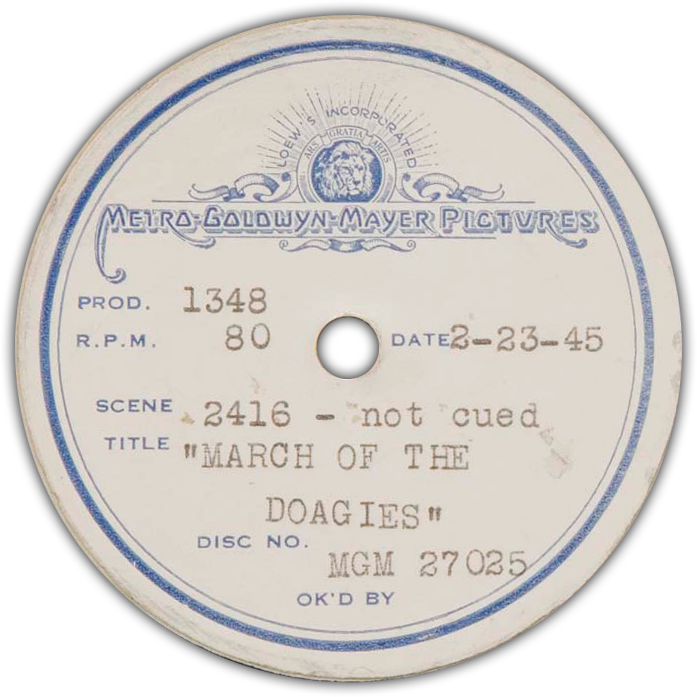 LOEW'S INCORPORATED
ARS GRATIA ARTIS
METRO-GOLDWYN-MAYER PICTVRES
PROD. 1348
R.P.M. 80 DATE 2-23-45
SCENE 2416 - not cued
TITLE "MARCH OF THE
DOAGIES"
DISC NO.
MGM 27025
OK'D BY